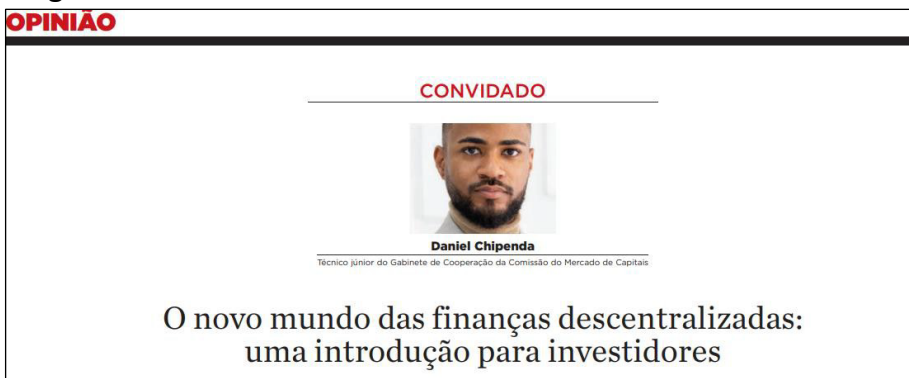 OPINIÃO
CONVIDADO
Daniel Chipenda
Técnico júnior do Gabinete de Cooperação da Comissão do Mercado de Capitais
O novo mundo das finanças descentralizadas:
uma introdução para investidores